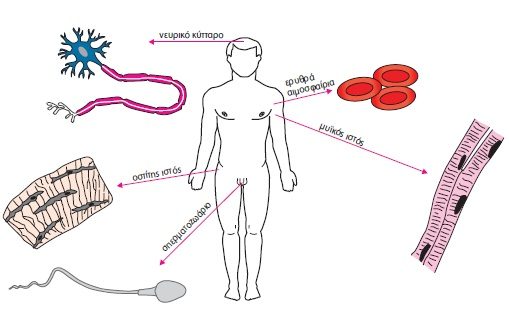 νευρικό κύτταρο
ερυθρά
αιμοσφαίρια
μυϊκός ιστός
οστίτης ιστός
σπερματοζωάριο